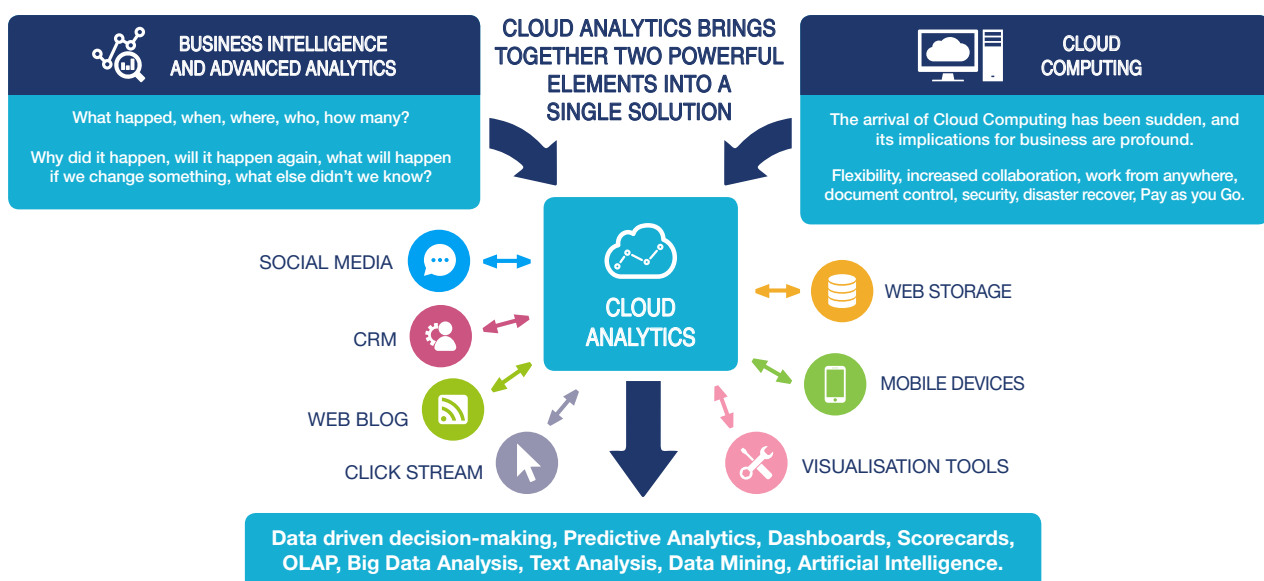 BUSINESS INTELLIGENCE
AND ADVANCED ANALYTICS
What happened, when, where, who, how many?
Why did it happen, will it happen again, what will happen
if we change something, what else didn't we know?
CLOUD ANALYTICS BRINGS
TOGETHER TWO POWERFUL
ELEMENTS INTO A
SINGLE SOLUTION
CLOUD
COMPUTING
The arrival of Cloud Computing has been sudden, and
its implications for business are profound.
Flexibility, increased collaboration, work from anywhere,
document control, security, disaster recover, Pay as you Go.
CLOUD
ANALYTICS
SOCIAL MEDIA
CRM
WEB BLOG
CLICK STREAM
WEB STORAGE
MOBILE DEVICES
VISUALISATION TOOLS
Data driven decision-making, Predictive Analytics, Dashboards, Scorecards,
OLAP, Big Data Analysis, Text Analysis, Data Mining, Artificial Intelligence.